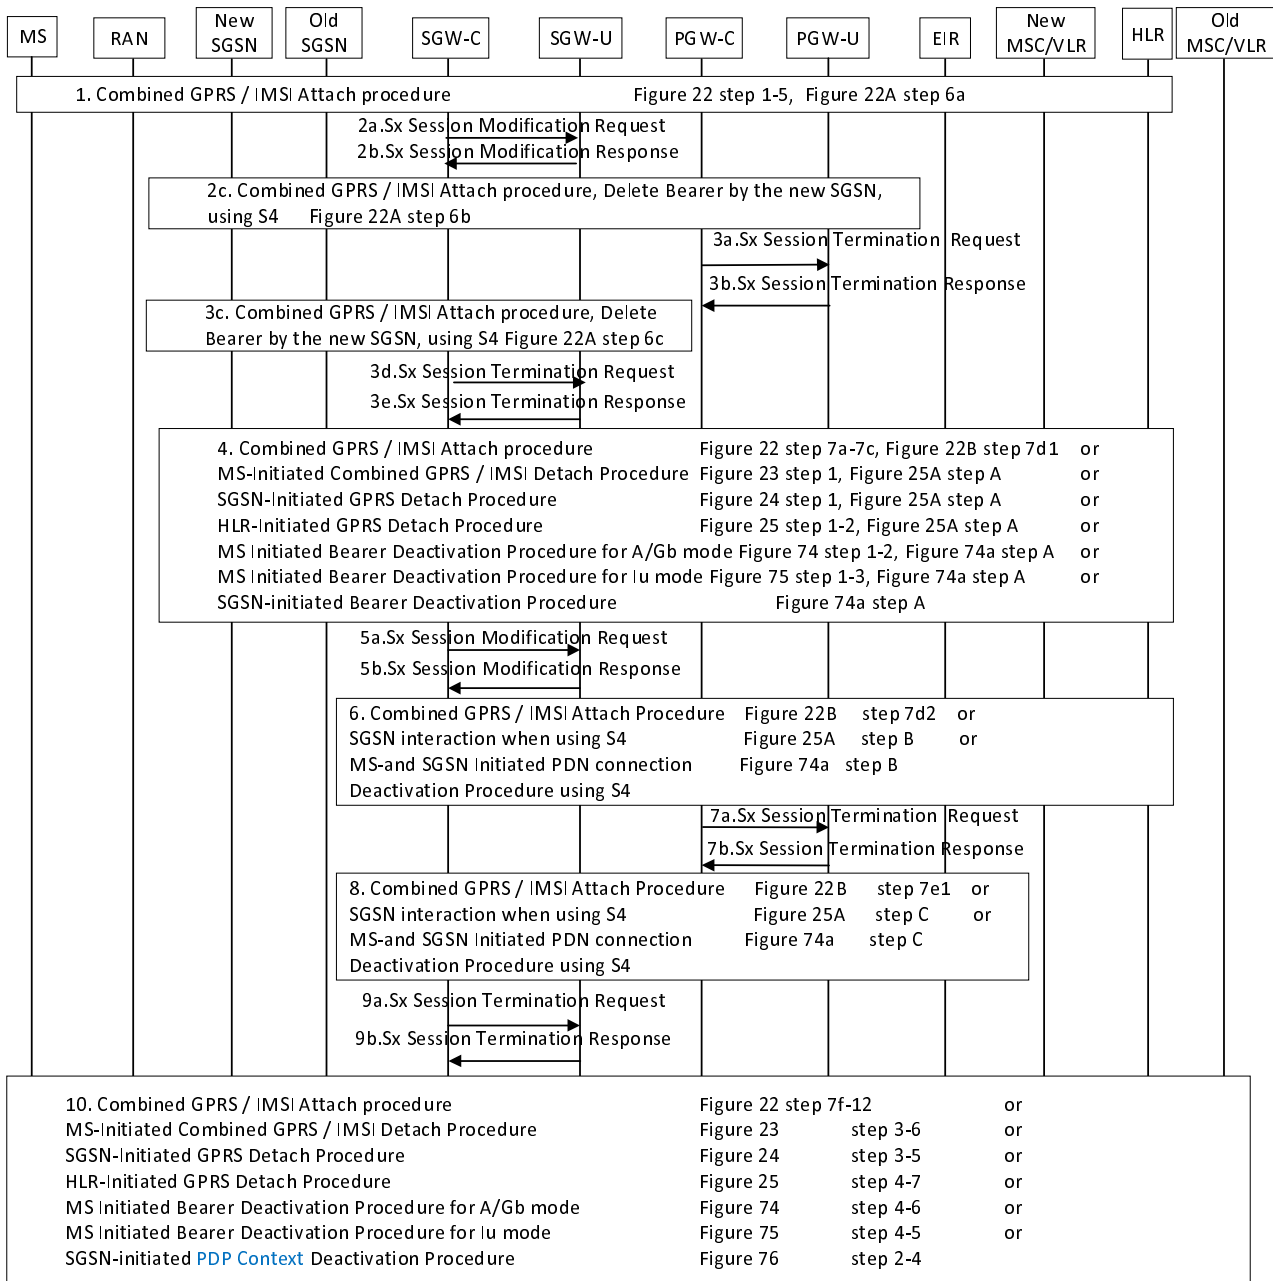 MS
RAN
New
SGSN
Old
SGSN
SGW-C
SGW-U
PGW-C
PGW-U
EIR
New
MSC/VLR
HLR
Old
MSC/VLR
1. Combined GPRS / IMSI Attach procedure Figure 22 step 1-5, Figure 22A step 6a
2a.Sx Session Modification Request
2b.Sx Session Modification Response
2c. Combined GPRS / IMSI Attach procedure, Delete Bearer by the new SGSN,
using S4 Figure 22A step 6b
3a.Sx Session Termination Request
3b.Sx Session Termination Response
3c. Combined GPRS / IMSI Attach procedure, Delete
Bearer by the new SGSN, using S4 Figure 22A step 6c
3d.Sx Session Termination Request
3e.Sx Session Termination Response
4. Combined GPRS / IMSI Attach procedure Figure 22 step 7a-7c, Figure 22B step 7d1 or
MS-Initiated Combined GPRS / IMSI Detach Procedure Figure 23 step 1, Figure 25A step A or
SGSN-Initiated GPRS Detach Procedure Figure 24 step 1, Figure 25A step A or
HLR-Initiated GPRS Detach Procedure Figure 25 step 1-2, Figure 25A step A or
MS Initiated Bearer Deactivation Procedure for A/Gb mode Figure 74 step 1-2, Figure 74a step A or
MS Initiated Bearer Deactivation Procedure for Iu mode Figure 75 step 1-3, Figure 74a step A or
SGSN-initiated Bearer Deactivation Procedure Figure 74a step A
5a.Sx Session Modification Request
5b.Sx Session Modification Response
6. Combined GPRS / IMSI Attach Procedure Figure 22B step 7d2 or
SGSN interaction when using S4 Figure 25A step B or
MS-and SGSN Initiated PDN connection Figure 74a step B
Deactivation Procedure using S4
7a.Sx Session Termination Request
7b.Sx Session Termination Response
8. Combined GPRS / IMSI Attach Procedure Figure 22B step 7e1 or
SGSN interaction when using S4 Figure 25A step C or
MS-and SGSN Initiated PDN connection Figure 74a step C
Deactivation Procedure using S4
9a.Sx Session Termination Request
9b.Sx Session Termination Response
10. Combined GPRS / IMSI Attach procedure Figure 22 step 7f-12 or
MS-Initiated Combined GPRS / IMSI Detach Procedure Figure 23 step 3-6 or
SGSN-Initiated GPRS Detach Procedure Figure 24 step 3-5 or
HLR-Initiated GPRS Detach Procedure Figure 25 step 4-7 or
MS Initiated Bearer Deactivation Procedure for A/Gb mode Figure 74 step 4-6 or
MS Initiated Bearer Deactivation Procedure for Iu mode Figure 75 step 4-5 or
SGSN-initiated PDP Context Deactivation Procedure Figure 76 step 2-4